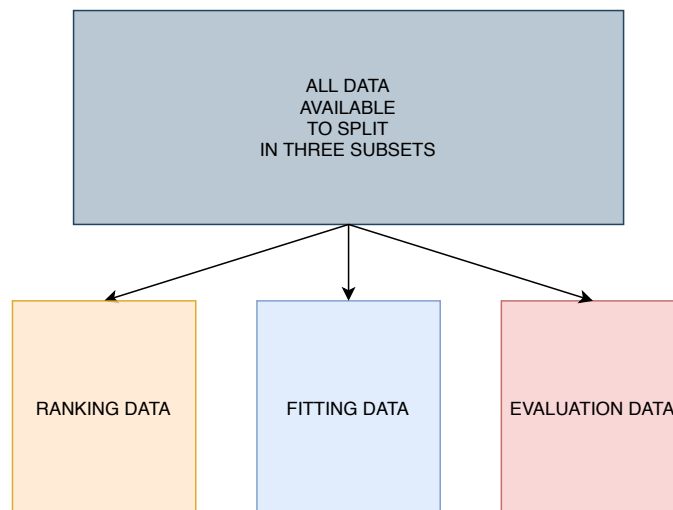 ALL DATA
AVAILABLE
TO SPLIT
IN THREE SUBSETS
RANKING DATA
FITTING DATA
EVALUATION DATA